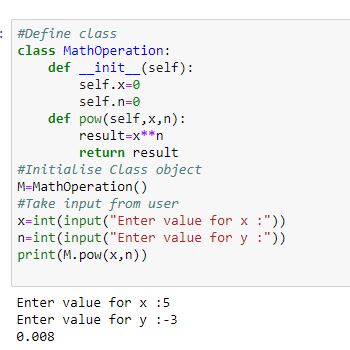 :
#Define class
class MathOperation:
    def __init__(self):
        self.x=0
        self.n=0
    def pow(self,x,n):
        result=x**n
        return result
#Initialise Class object
M=MathOperation()
#Take input from user
x=int(input("Enter value for x :"))
n=int(input("Enter value for y :"))
print(M.pow(x,n))
Enter value for x :5
Enter value for y :-3
0.008